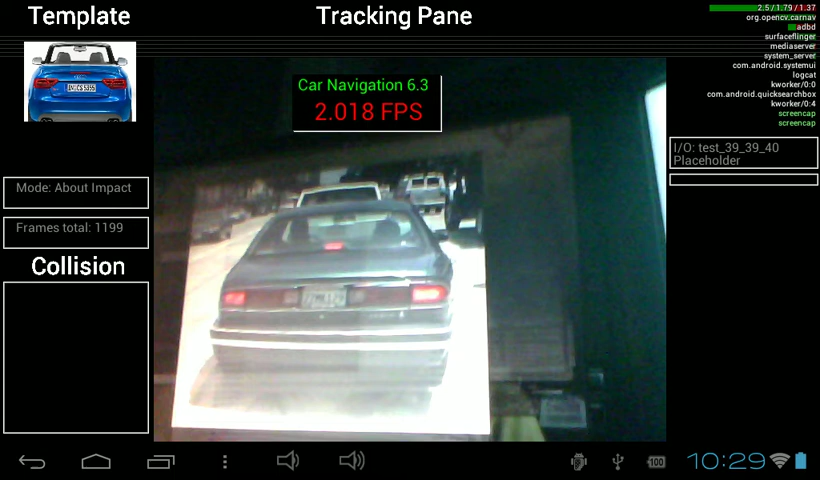 Template
Tracking Pane
2.5 / 1.79 / 1.37
org.opencv.carnav
adbd
surfaceflinger
mediaserver
system_server
com.android.systemui
logcat
kworker/0:0
com.android.quicksearchbox
kworker/0:4
screencap
screencap
Car Navigation 6.3
2.018 FPS
I/O: test_39_39_40
Placeholder
Mode: About Impact
Frames total: 1199
Collision
100
10:29